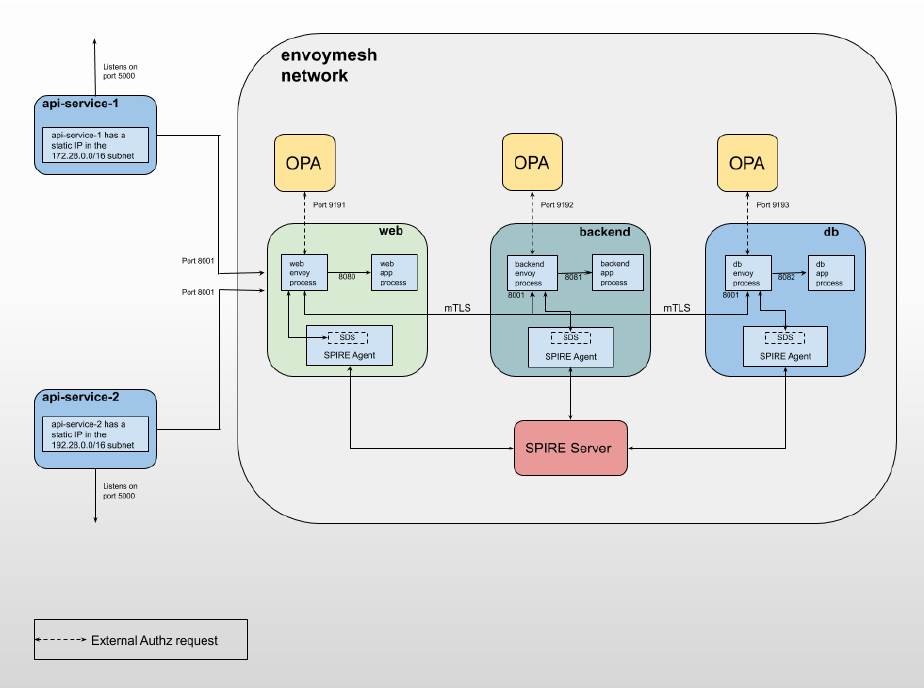 envoymesh
network
Listens on
port 5000
api-service-1
api-service-1 has a
static IP in the
172.28.0.0/16 subnet
OPA
OPA
OPA
Port 9191
Port 9192
Port 9193
web
backend
db
web
envoy
process
8080
web
app
process
backend
envoy
process
8081
backend
app
process
db
envoy
process
8082
db
app
process
Port 8001
Port 8001
8001
8001
mTLS
mTLS
SDS
SPIRE Agent
SDS
SPIRE Agent
SDS
SPIRE Agent
api-service-2
api-service-2 has a
static IP in the
192.28.0.0/16 subnet
SPIRE Server
Listens on
port 5000
External Authz request